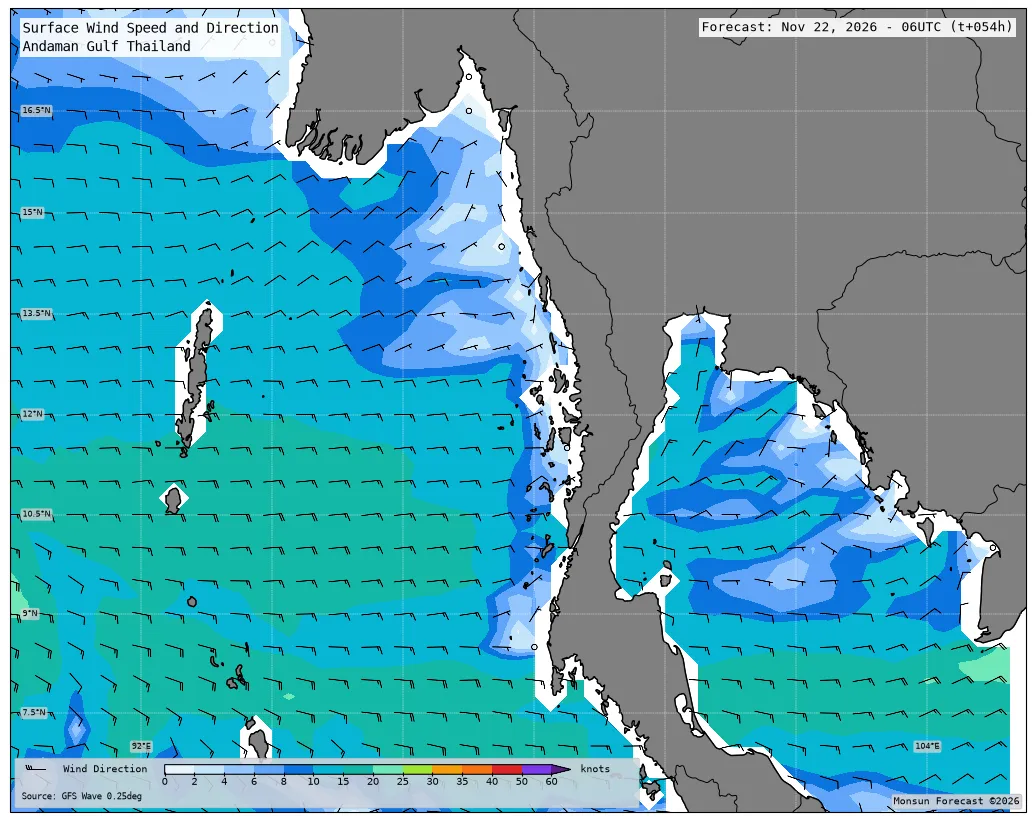 Surface Wind Speed and Direction
Andaman Gulf Thailand
Forecast: Nov 22, 2026 - 06UTC (t+054h)
16.5°N
15°N
13.5°N
12°N
10.5°N
9°N
7.5°N
92°E
104°E
Wind Direction
knots
0 2 4 6 8 10 15 20 25 30 35 40 50 60
Source: GFS Wave 0.25deg
Monsun Forecast ©2026